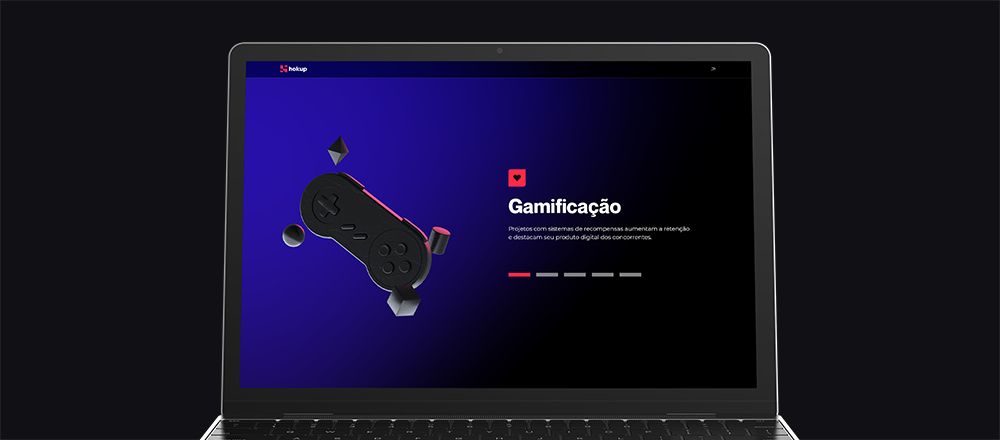 hokup
Gamificação
Projetos com sistemas de recompensas aumentam a retenção
e destacam seu produto digital dos concorrentes.